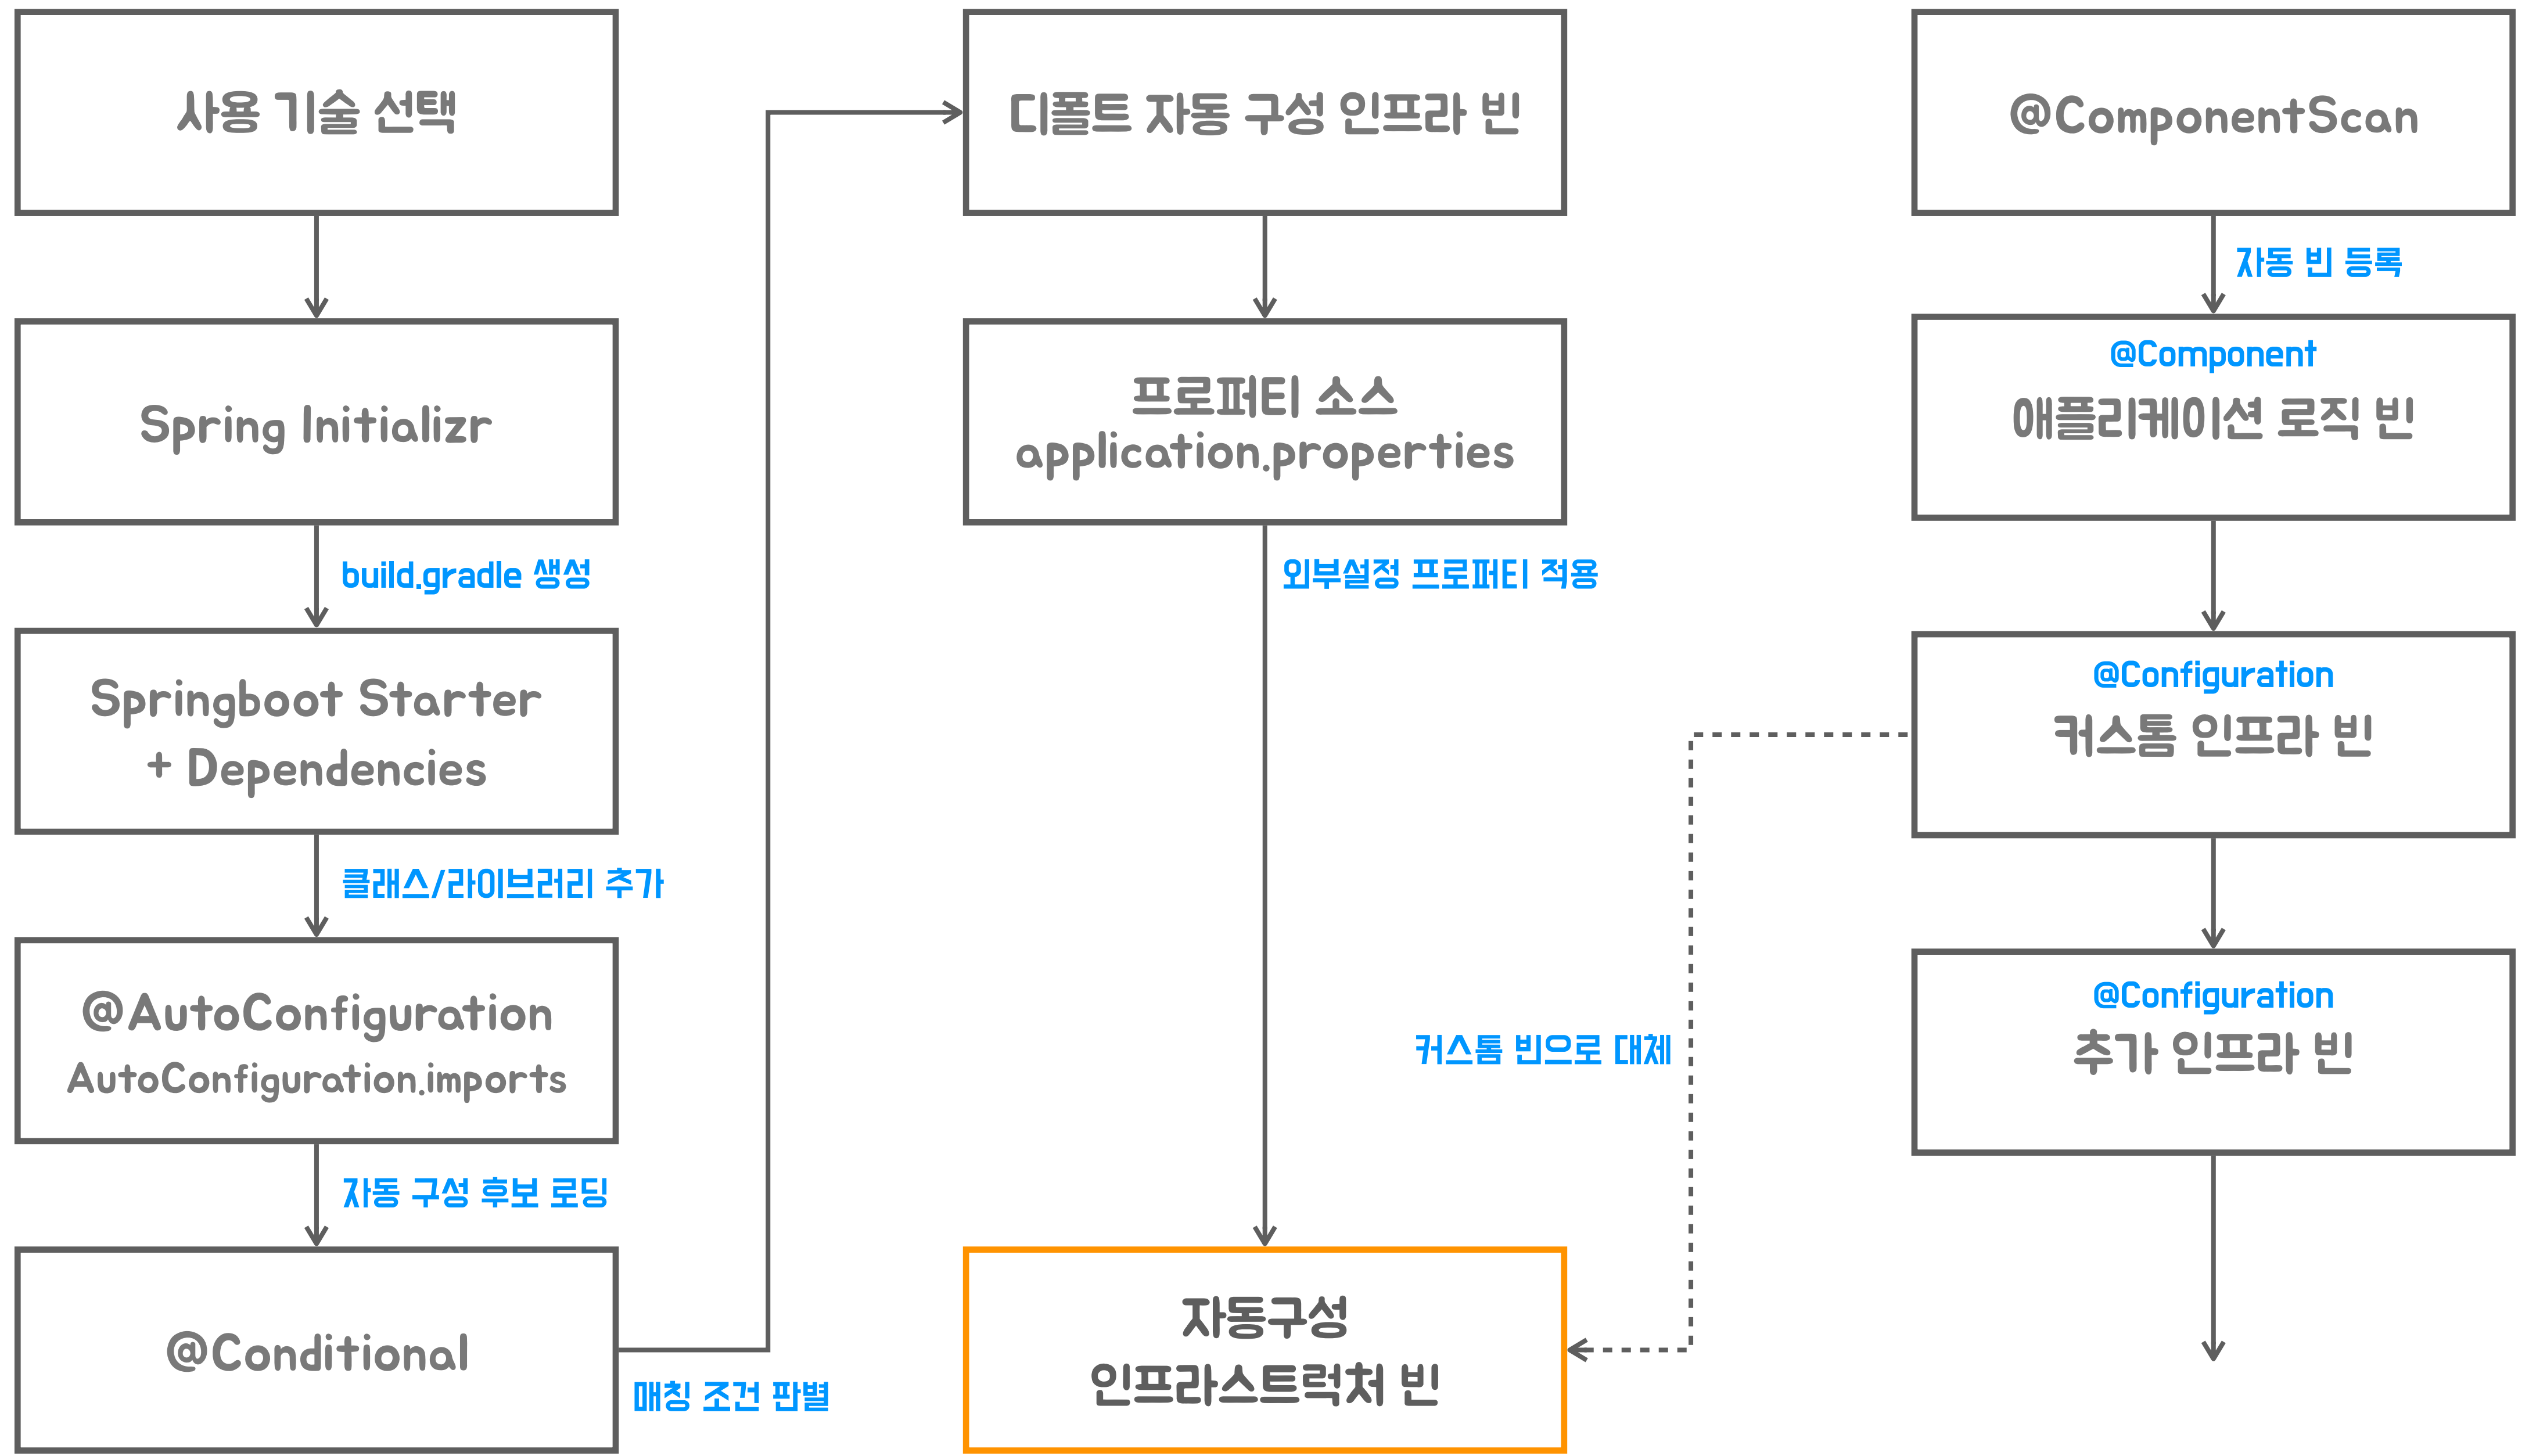 사용 기술 선택
Spring Initializr
build.gradle 생성
Springboot Starter
+ Dependencies
클래스/라이브러리 추가
@AutoConfiguration
AutoConfiguration.imports
자동 구성 후보 로딩
@Conditional
매칭 조건 판별
디폴트 자동 구성 인프라 빈
프로퍼티 소스
application.properties
외부설정 프로퍼티 적용
커스톰 빈으로 대체
자동구성
인프라스트럭처 빈
@ComponentScan
자동 빈 등록
@Component
애플리케이션 로직 빈
@Configuration
커스톰 인프라 빈
@Configuration
추가 인프라 빈